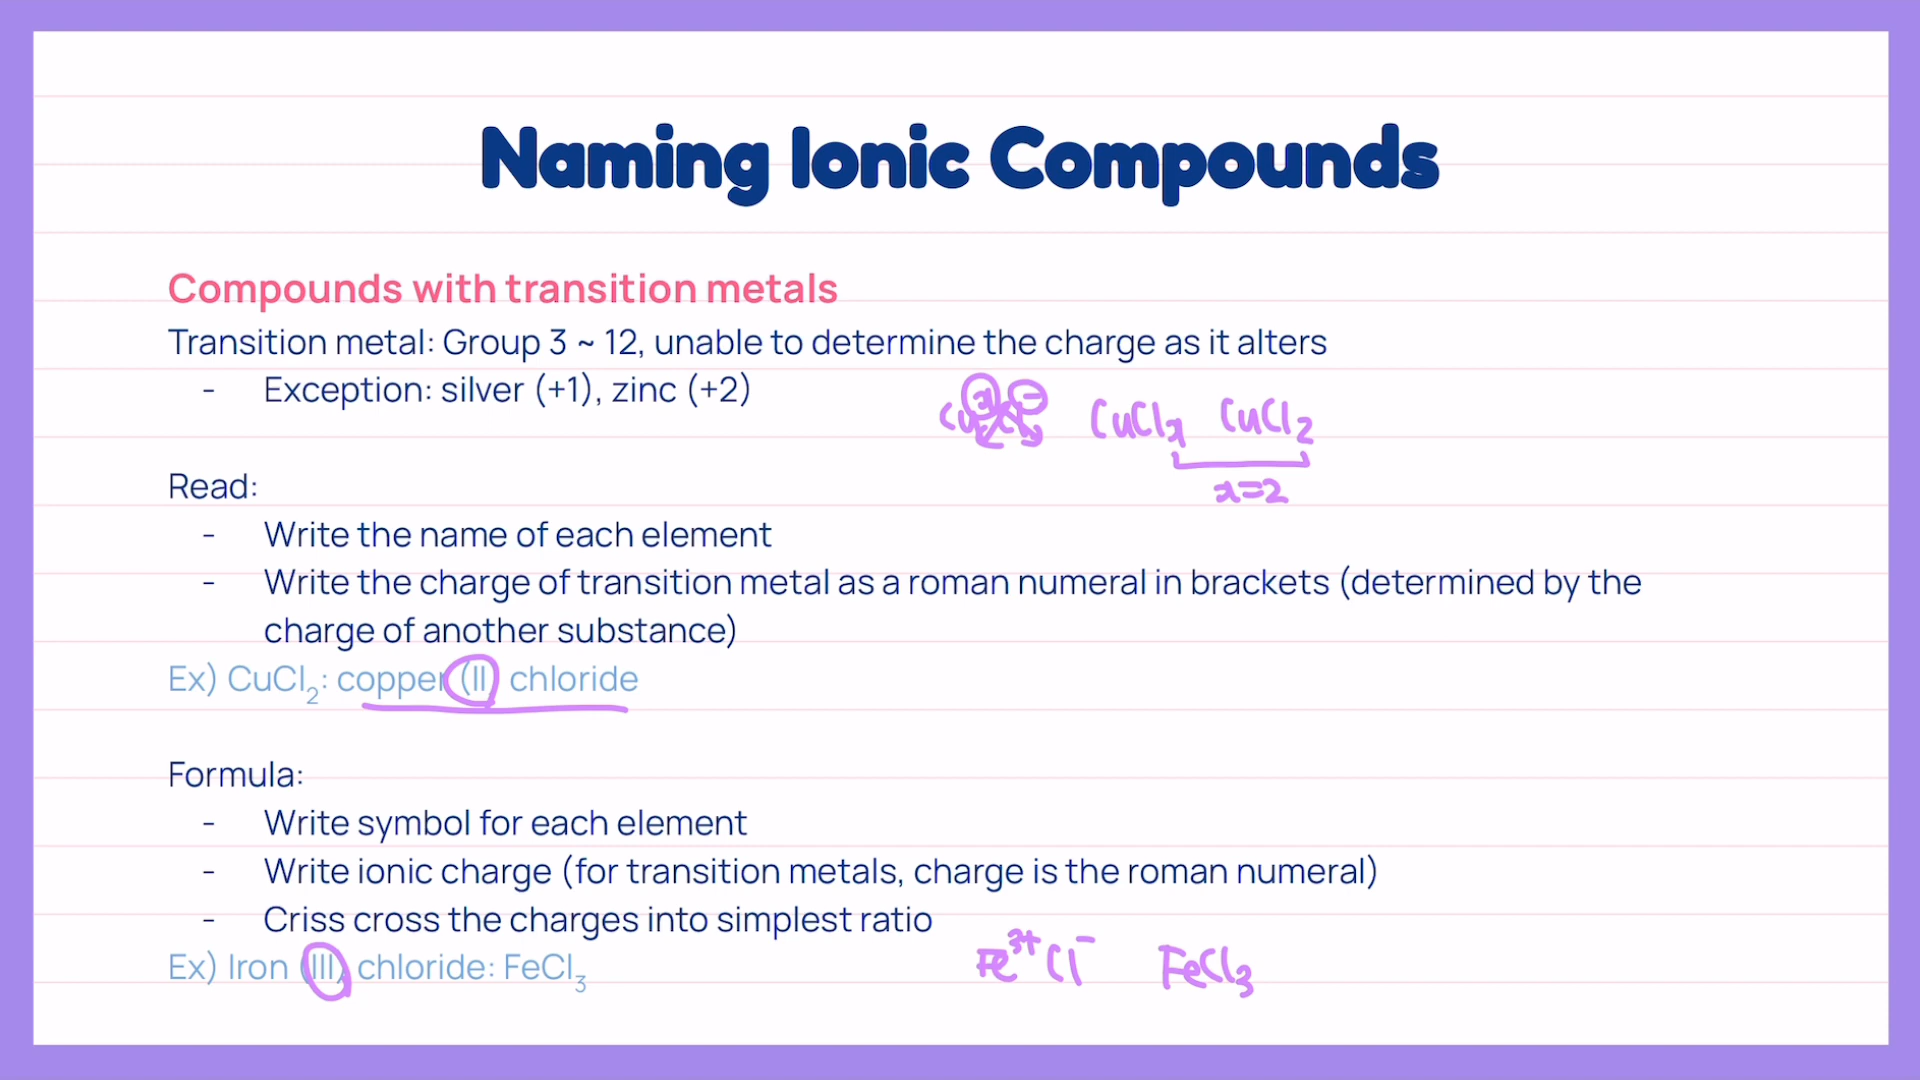 Naming Ionic Compounds
Compounds with transition metals
Transition metal: Group 3 ~ 12, unable to determine the charge as it alters
- Exception: silver (+1), zinc (+2)
CuCl CuClx CuCl₂
x=2
Read:
- Write the name of each element
- Write the charge of transition metal as a roman numeral in brackets (determined by the
charge of another substance)
Ex) CuCl₂: copper (II) chloride
Formula:
- Write symbol for each element
- Write ionic charge (for transition metals, charge is the roman numeral)
- Criss cross the charges into simplest ratio
Ex) Iron (III) chloride: FeCl₃
Fe³⁺ Cl⁻ FeCl₃